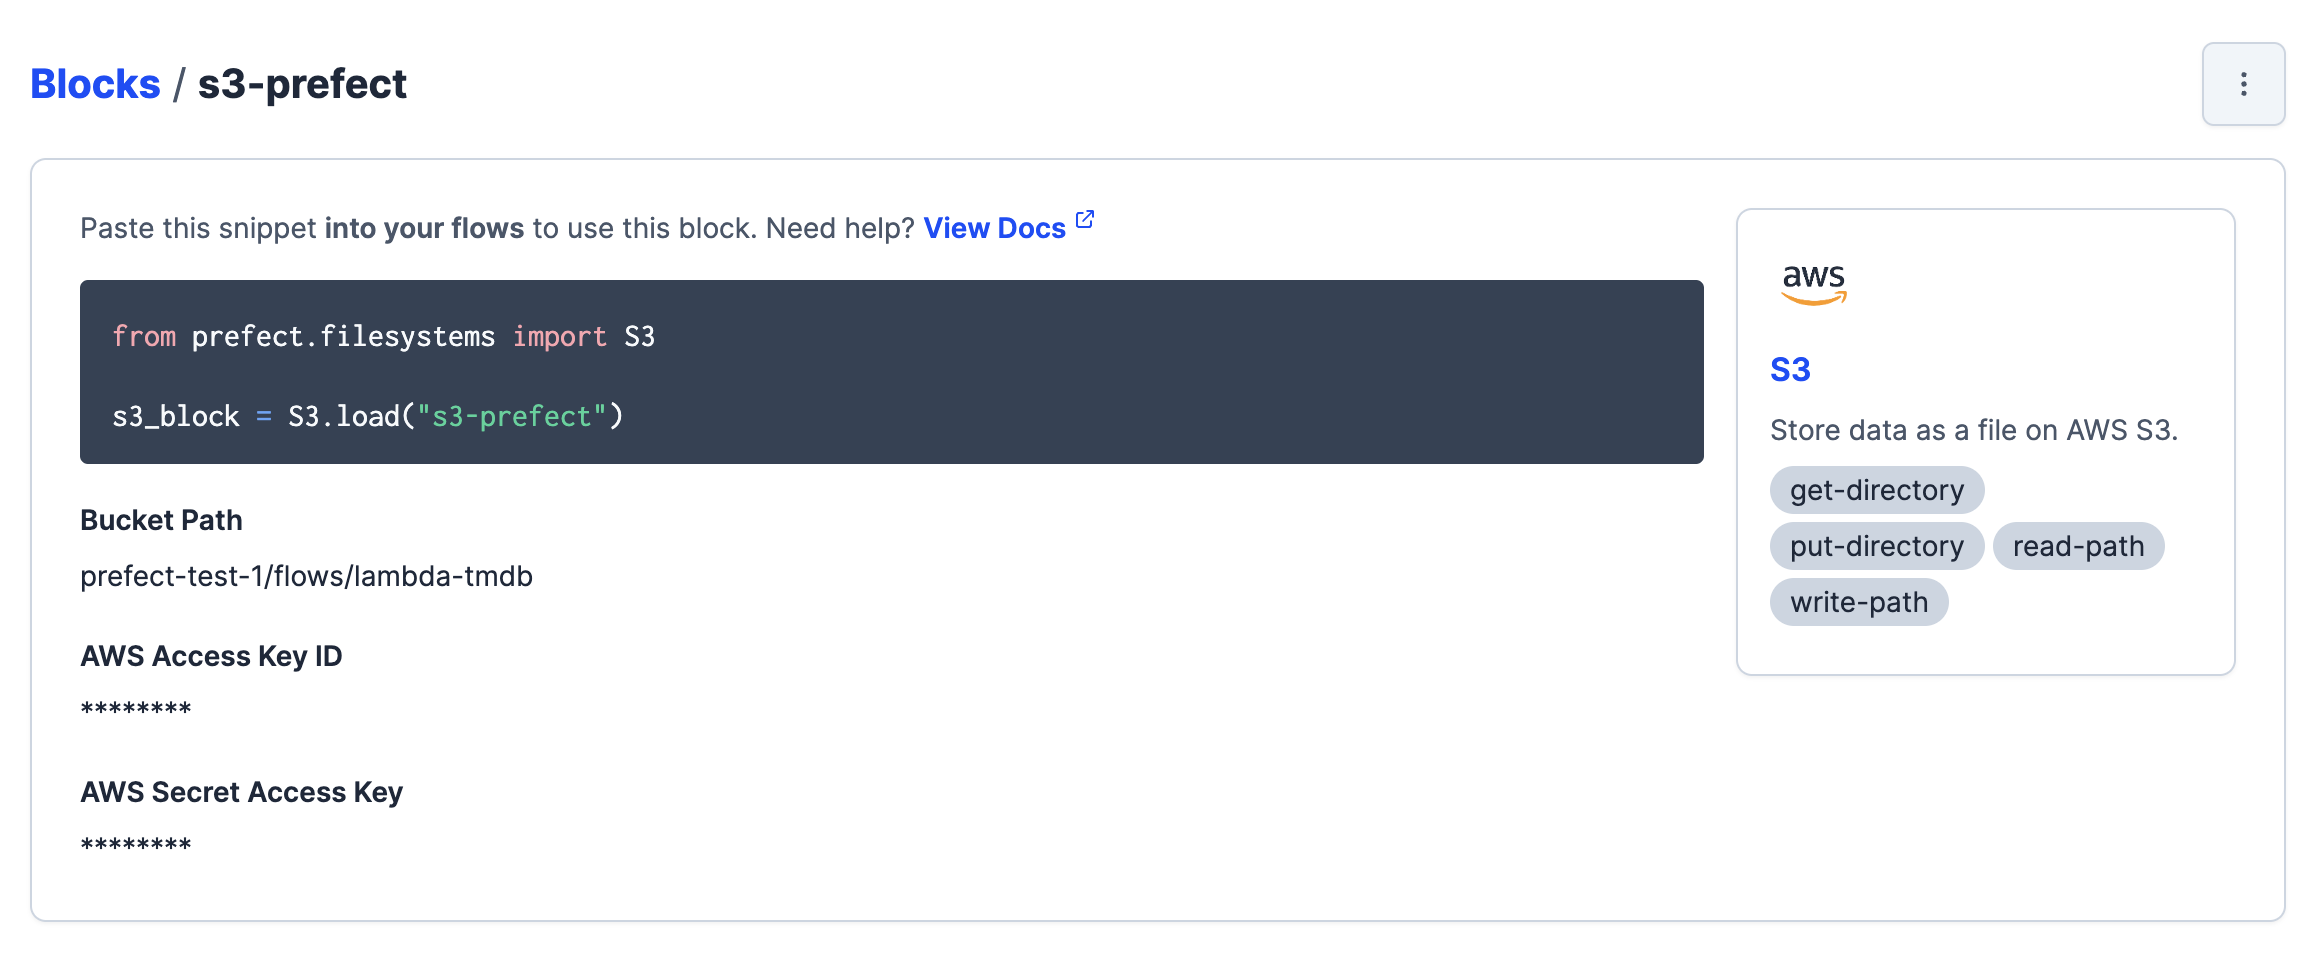 Blocks / s3-prefect
Paste this snippet into your flows to use this block. Need help? View Docs
from prefect.filesystems import S3
s3_block = S3.load("s3-prefect")
Bucket Path
prefect-test-1/flows/lambda-tmdb
AWS Access Key ID
********
AWS Secret Access Key
********
aws
S3
Store data as a file on AWS S3.
get-directory
put-directory read-path
write-path